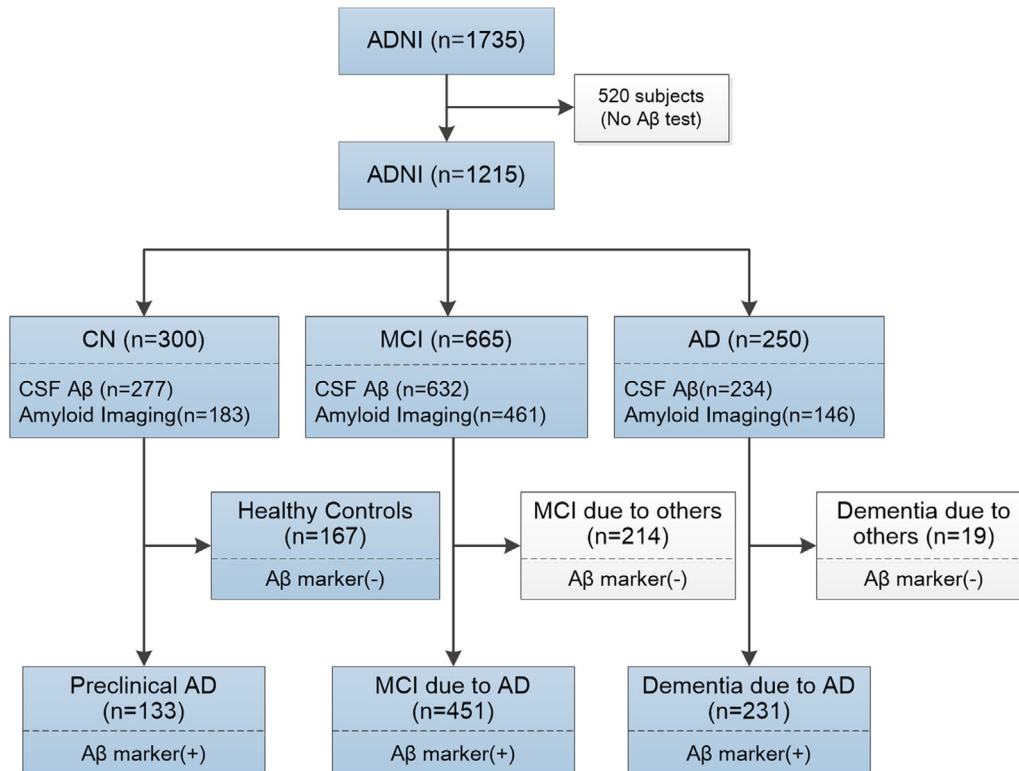 ADNI (n=1735)
520 subjects
(No Aβ test)
ADNI (n=1215)
CN (n=300)
CSF Aβ (n=277)
Amyloid Imaging(n=183)
MCI (n=665)
CSF Aβ(n=632)
Amyloid Imaging(n=461)
AD (n=250)
CSF Aβ(n=234)
Amyloid Imaging(n=146)
Healthy Controls
(n=167)
Aβ marker(-)
MCI due to others
(n=214)
Aβ marker(-)
Dementia due to
others (n=19)
Aβ marker(-)
Preclinical AD
(n=133)
Aβ marker(+)
MCI due to AD
(n=451)
Aβ marker(+)
Dementia due to AD
(n=231)
Aβ marker(+)